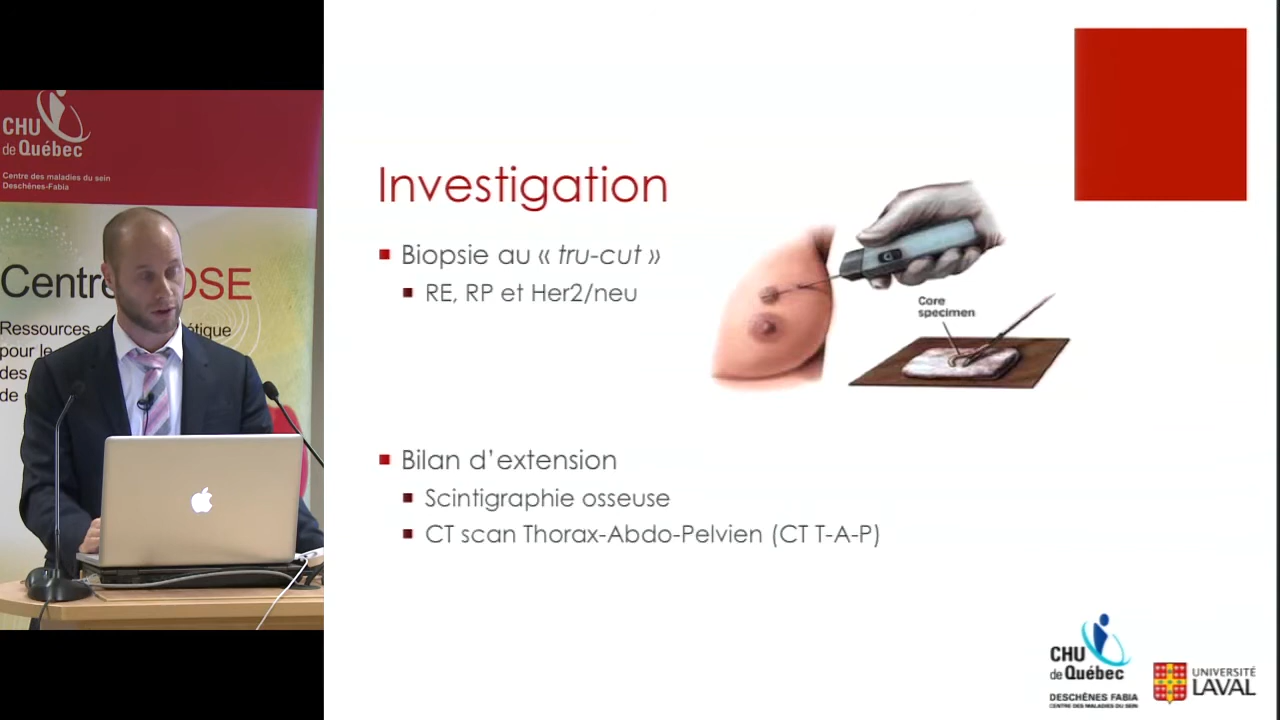 CHU
de Québec
Centre des maladies du sein
Deschênes-Fabia
Centre
OSE
Ressources
étique
pour le
des
de
Investigation
Biopsie au « tru-cut »
RE, RP et Her2/neu
Core
specimen
Bilan d’extension
Scintigraphie osseuse
CT scan Thorax-Abdo-Pelvien (CT T-A-P)
CHU
de Québec
DESCHÊNES FABIA
CENTRE DES MALADIES DU SEIN
UNIVERSITÉ
LAVAL